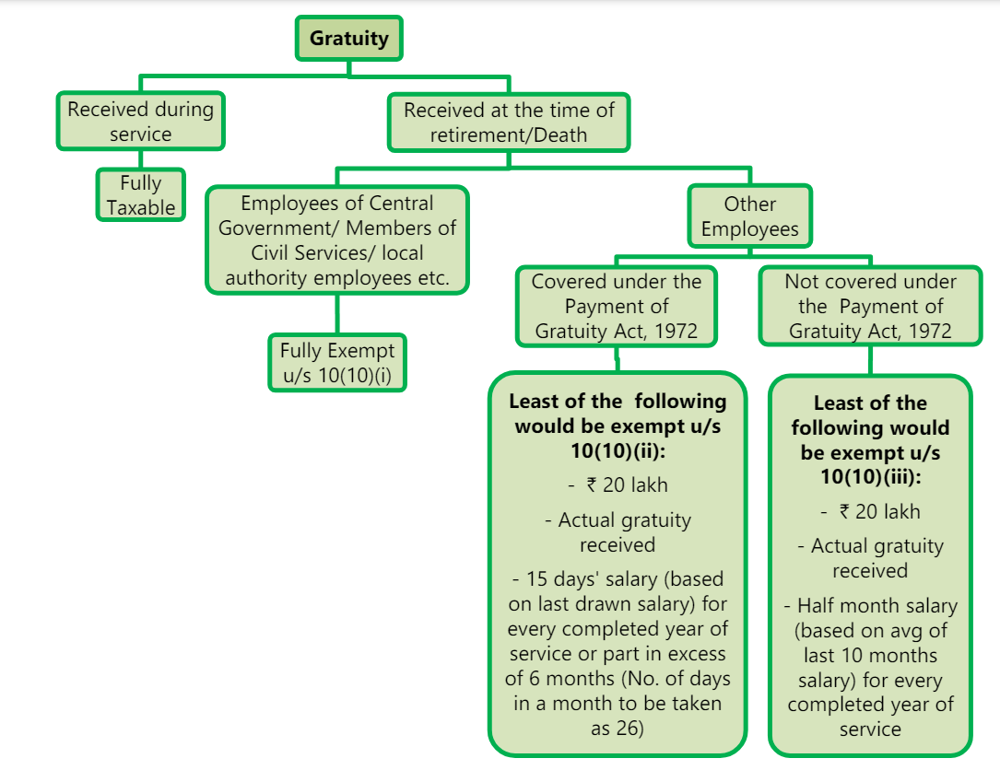 Gratuity
Received during
service
Received at the time of
retirement/Death
Fully
Taxable
Employees of Central
Government/ Members of
Civil Services/ local
authority employees etc.
Other
Employees
Fully Exempt
u/s 10(10)(i)
Covered under the
Payment of
Gratuity Act, 1972
Not covered under
the Payment of
Gratuity Act, 1972
Least of the following
would be exempt u/s
10(10)(ii):
- ₹ 20 lakh
- Actual gratuity
received
- 15 days' salary (based
on last drawn salary) for
every completed year of
service or part in excess
of 6 months (No. of days
in a month to be taken
as 26)
Least of the
following would
be exempt u/s
10(10)(iii):
- ₹ 20 lakh
- Actual gratuity
received
- Half month salary
(based on avg of
last 10 months
salary) for every
completed year of
service